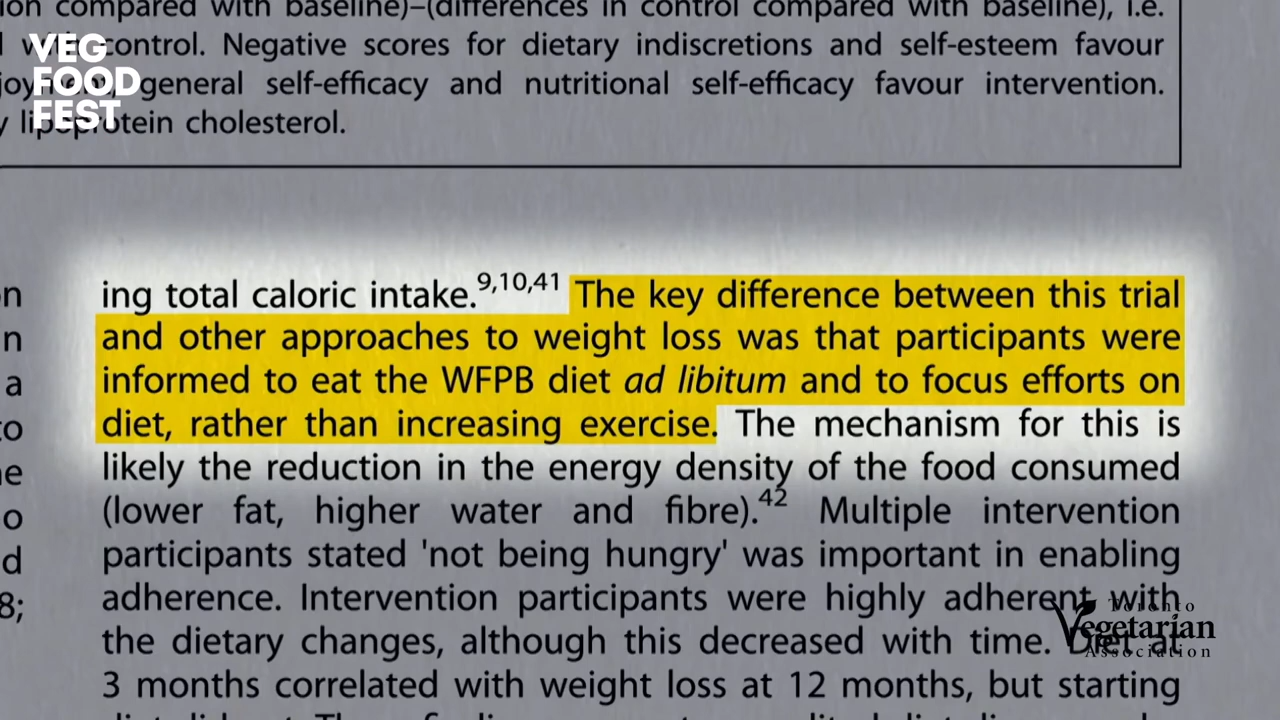 ion compared with baseline)–(differences in control compared with baseline), i.e.
control. Negative scores for dietary indiscretions and self-esteem favour
general self-efficacy and nutritional self-efficacy favour intervention.
lipoprotein cholesterol.
VEG
FOOD
FEST
ing total caloric intake.9,10,41 The key difference between this trial
and other approaches to weight loss was that participants were
informed to eat the WFPB diet ad libitum and to focus efforts on
diet, rather than increasing exercise. The mechanism for this is
likely the reduction in the energy density of the food consumed
(lower fat, higher water and fibre).42 Multiple intervention
participants stated 'not being hungry' was important in enabling
adherence. Intervention participants were highly adherent with
the dietary changes, although this decreased with time. Diet at
3 months correlated with weight loss at 12 months, but starting
8;
Toronto
Vegetarian
Association